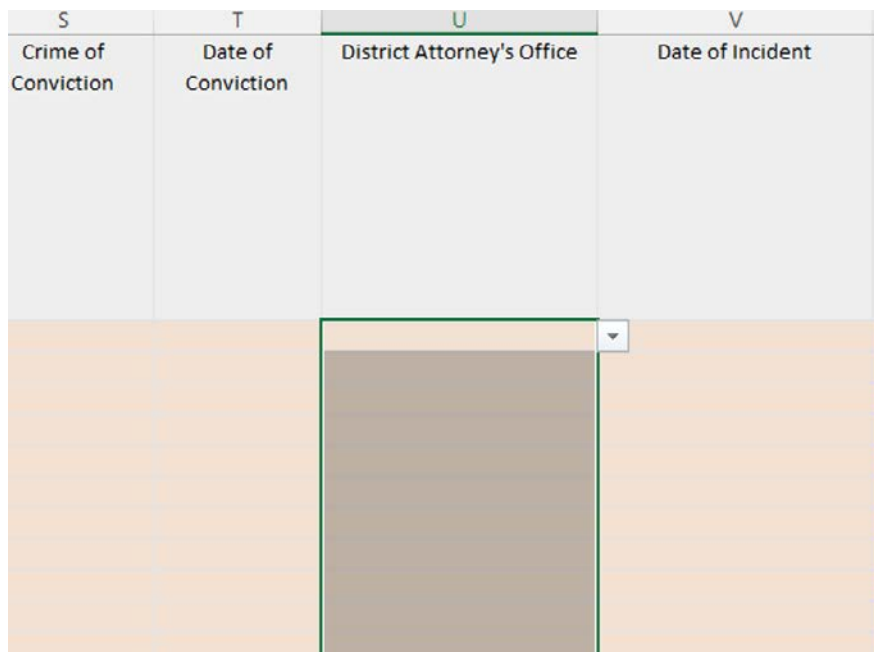 S T U V
Crime of Date of District Attorney's Office Date of Incident
Conviction Conviction